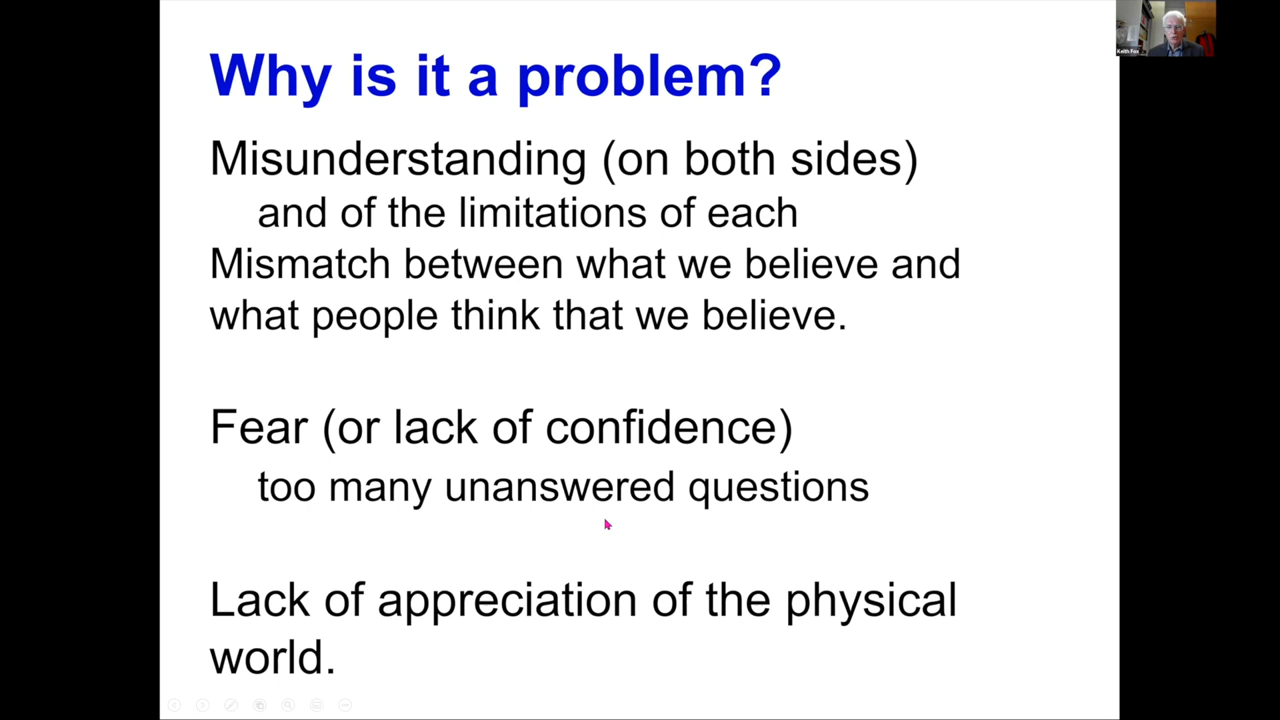 Why is it a problem?
Misunderstanding (on both sides)
and of the limitations of each
Mismatch between what we believe and
what people think that we believe.
Fear (or lack of confidence)
too many unanswered questions
Lack of appreciation of the physical
world.
Keith Fox